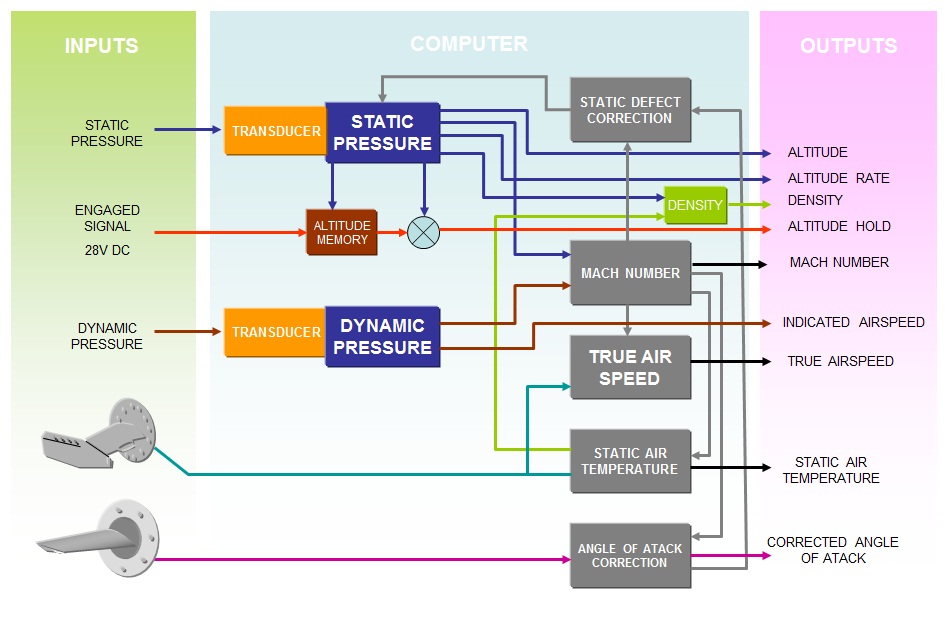 INPUTS
COMPUTER
OUTPUTS
STATIC
PRESSURE
TRANSDUCER
STATIC
PRESSURE
STATIC DEFECT
CORRECTION
ALTITUDE
ALTITUDE RATE
DENSITY
DENSITY
ENGAGED
SIGNAL
28V DC
ALTITUDE
MEMORY
ALTITUDE HOLD
MACH NUMBER
MACH NUMBER
DYNAMIC
PRESSURE
TRANSDUCER
DYNAMIC
PRESSURE
INDICATED AIRSPEED
TRUE AIR
SPEED
TRUE AIRSPEED
STATIC AIR
TEMPERATURE
STATIC AIR
TEMPERATURE
ANGLE OF ATACK
CORRECTION
CORRECTED ANGLE
OF ATACK